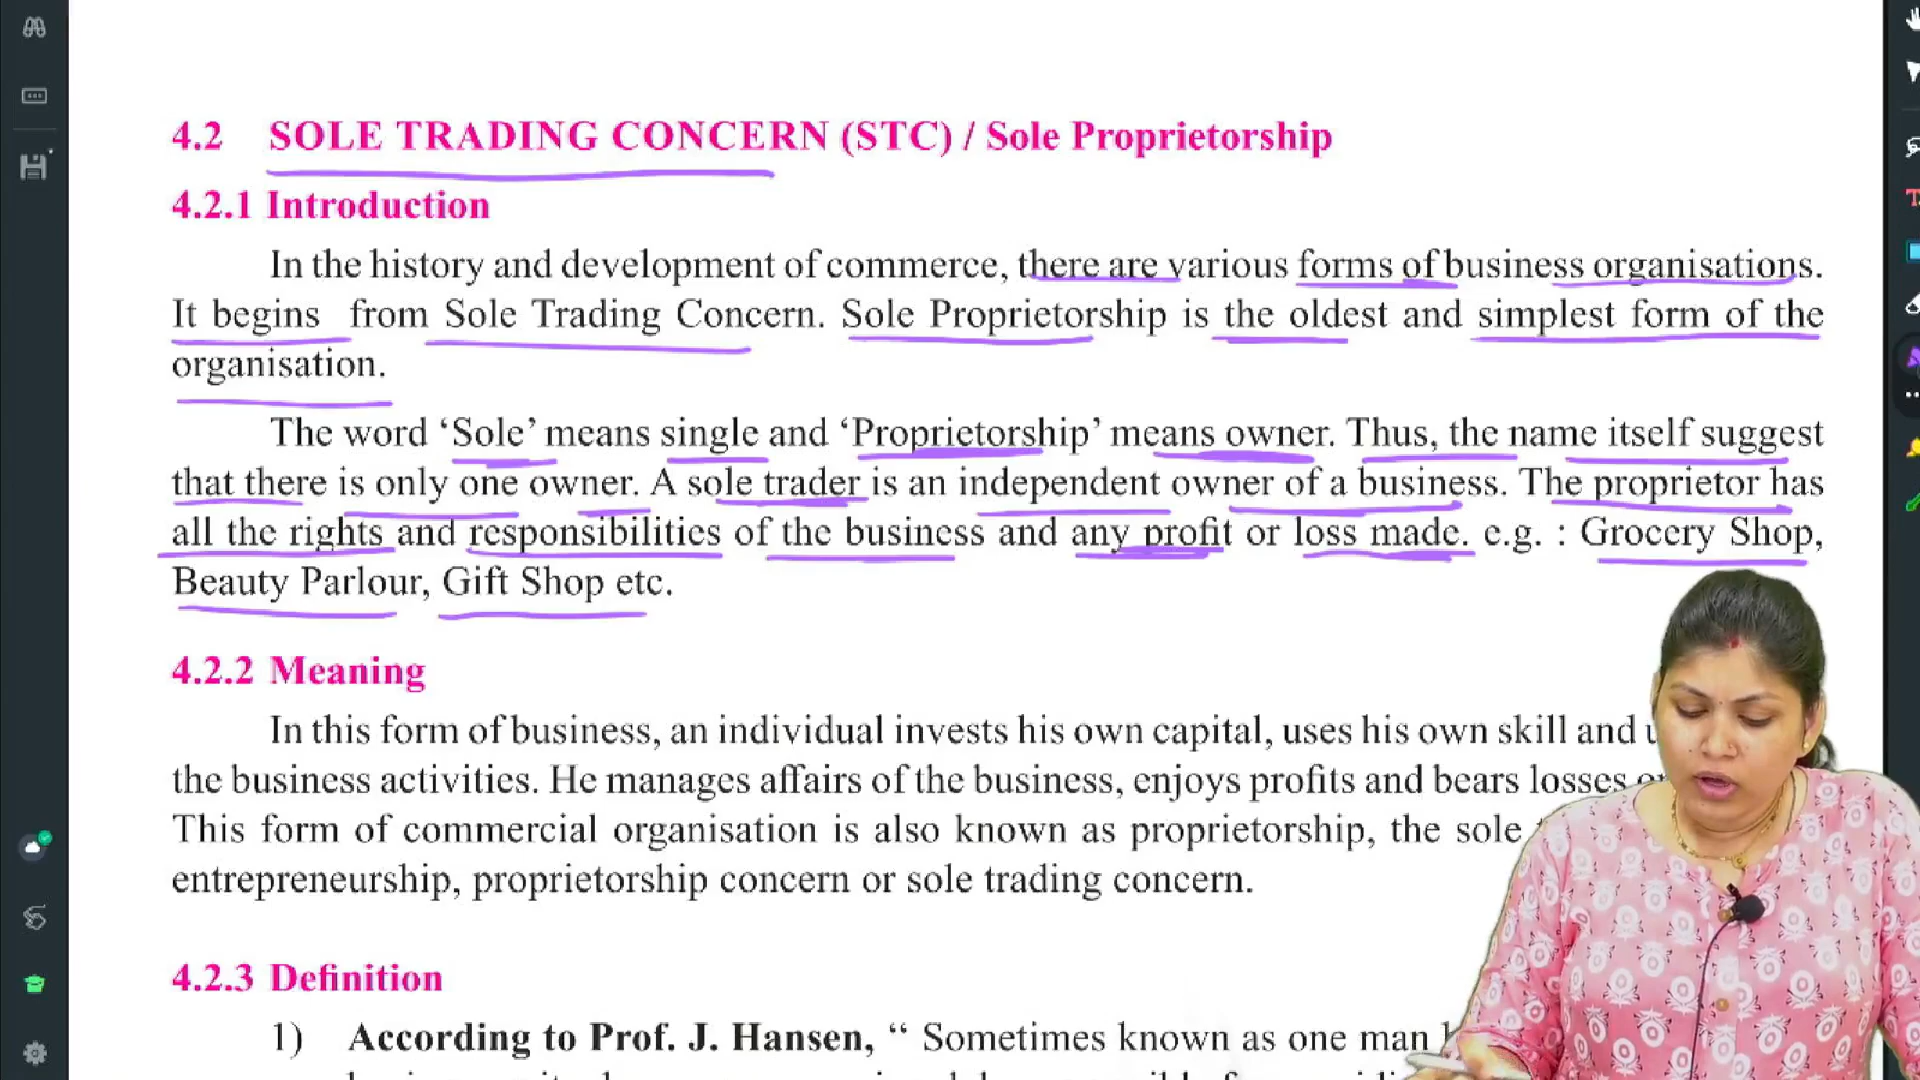 4.2 SOLE TRADING CONCERN (STC) / Sole Proprietorship
4.2.1 Introduction
In the history and development of commerce, there are various forms of business organisations.
It begins from Sole Trading Concern. Sole Proprietorship is the oldest and simplest form of the
organisation.
The word ‘Sole’ means single and ‘Proprietorship’ means owner. Thus, the name itself suggest
that there is only one owner. A sole trader is an independent owner of a business. The proprietor has
all the rights and responsibilities of the business and any profit or loss made. e.g. : Grocery Shop,
Beauty Parlour, Gift Shop etc.
4.2.2 Meaning
In this form of business, an individual invests his own capital, uses his own skill and
the business activities. He manages affairs of the business, enjoys profits and bears losses
This form of commercial organisation is also known as proprietorship, the sole
entrepreneurship, proprietorship concern or sole trading concern.
4.2.3 Definition
1) According to Prof. J. Hansen, “ Sometimes known as one man